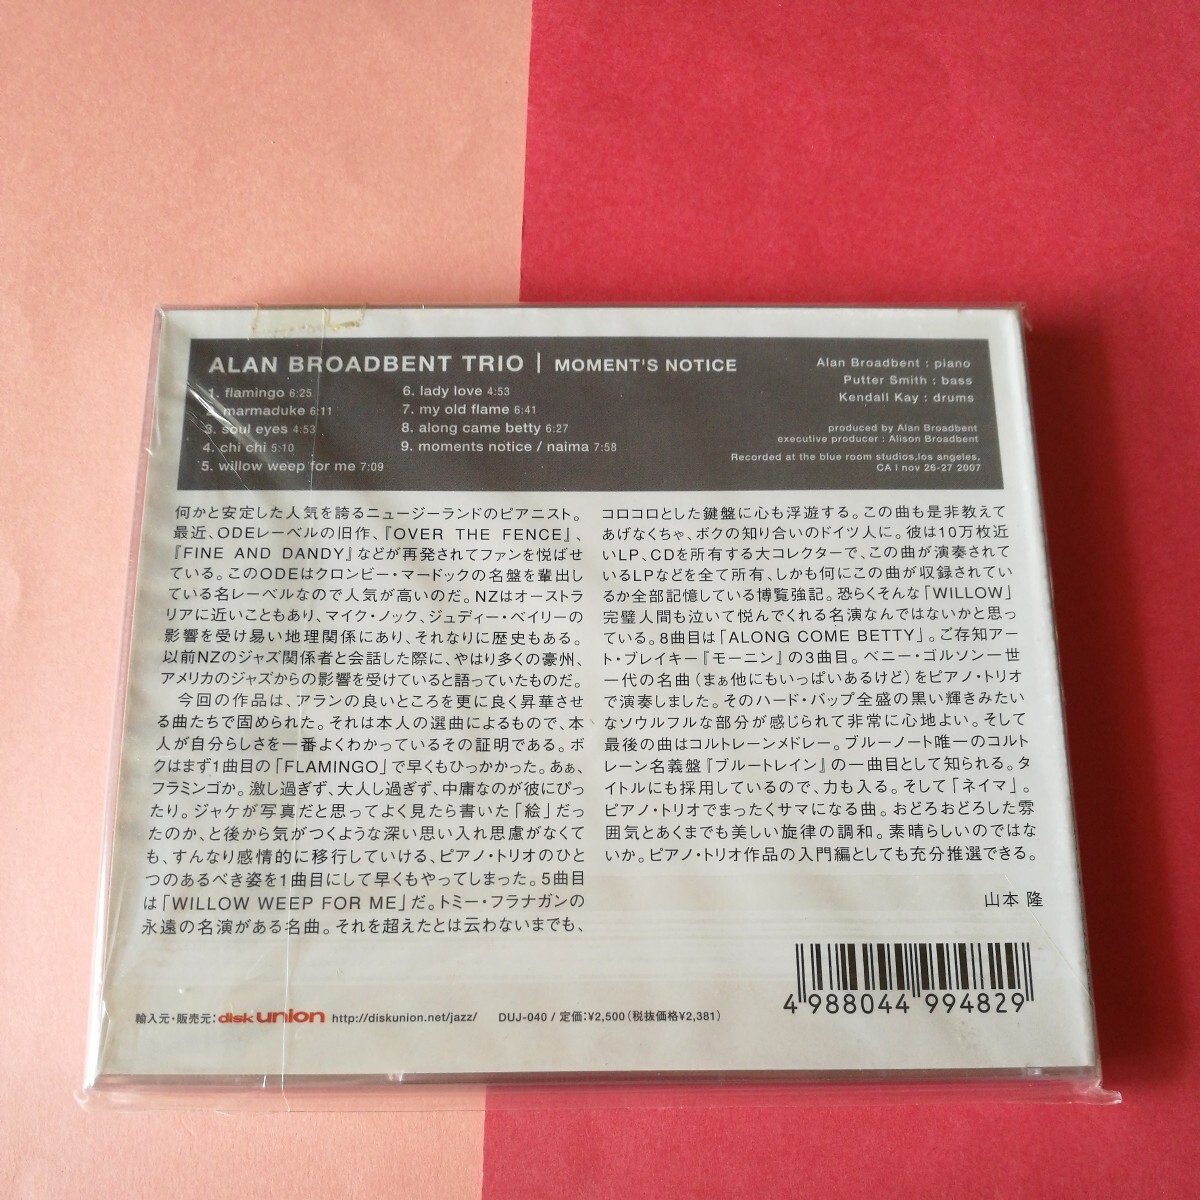 ALAN BROADBENT TRIO | MOMENT'S NOTICE
1. flamingo 6:25
2. marmaduke 6:11
3. soul eyes 4:53
4. chi chi 5:10
5. willow weep for me 7:09
6. lady love 4:53
7. my old flame 6:41
8. along came betty 6:27
9. moments notice / naima 7:58
Alan Broadbent : piano
Putter Smith : bass
Kendall Kay : drums
produced by Alan Broadbent
executive producer : Alison Broadbent
Recorded at the blue room studios,los angeles,
CA I nov 26-27 2007
何かと安定した人気を誇るニュージーランドのピアニスト。
最近、ODEレーベルの旧作、『OVER THE FENCE』、
『FINE AND DANDY』などが再発されてファンを悦ばせ
ている。このODEはクロンビー・マードックの名盤を輩出し
ている名レーベルなので人気が高いのだ。NZはオーストラ
リアに近いこともあり、マイク・ノック、ジュディー・ベイリーの
影響を受け易い地理関係にあり、それなりに歴史もある。
以前NZのジャズ関係者と会話した際に、やはり多くの豪州、
アメリカのジャズからの影響を受けていると語っていたものだ。
今回の作品は、アランの良いところを更に良く昇華させ
る曲たちで固められた。それは本人の選曲によるもので、本
人が自分らしさを一番よくわかっているその証明である。ボ
クはまず1曲目の「FLAMINGO」で早くもひっかかった。あぁ、
フラミンゴか。激し過ぎず、大人し過ぎず、中庸なのが彼にぴっ
たり。ジャケが写真だと思ってよく見たら書いた「絵」だっ
たのか、と後から気がつくような深い思い入れ思慮がなくて
も、すんなり感情的に移行していける、ピアノ・トリオのひと
つのあるべき姿を1曲目にして早くもやってしまった。5曲目
は「WILLOW WEEP FOR ME」だ。トミー・フラナガンの
永遠の名演がある名曲。それを超えたとは云わないまでも、
コロコロとした鍵盤に心も浮遊する。この曲も是非教えて
あげなくちゃ、ボクの知り合いのドイツ人に。彼は10万枚近
いLP、CDを所有する大コレクターで、この曲が演奏されて
いるLPなどを全て所有、しかも何にこの曲が収録されてい
るか全部記憶している博覧強記。恐らくそんな「WILLOW」
完璧人間も泣いて悦んでくれる名演なんではないかと思っ
ている。8曲目は「ALONG COME BETTY」。ご存知アー
ト・ブレイキー『モーニン』の3曲目。ベニー・ゴルソン一世
一代の名曲(まぁ他にもいっぱいあるけど)をピアノ・トリオ
で演奏しました。そのハード・バップ全盛の黒い輝きみたい
なソウルフルな部分が感じられて非常に心地よい。そして
最後の曲はコルトレーンメドレー。ブルーノート唯一のコルト
レーン名義盤『ブルートレイン』の一曲目として知られる。タ
イトルにも採用しているので、力も入る。そして「ネイマ」。
ピアノ・トリオでまったくサマになる曲。おどろおどろした雰
囲気とあくまでも美しい旋律の調和。素晴らしいのではな
いか。ピアノ・トリオ作品の入門編としても充分推選できる。
山本 隆
輸入元・販売元:disk union http://diskunion.net/jazz/ DUJ-040 / 定価:¥2,500(税抜価格¥2,381)
4 988044 994829